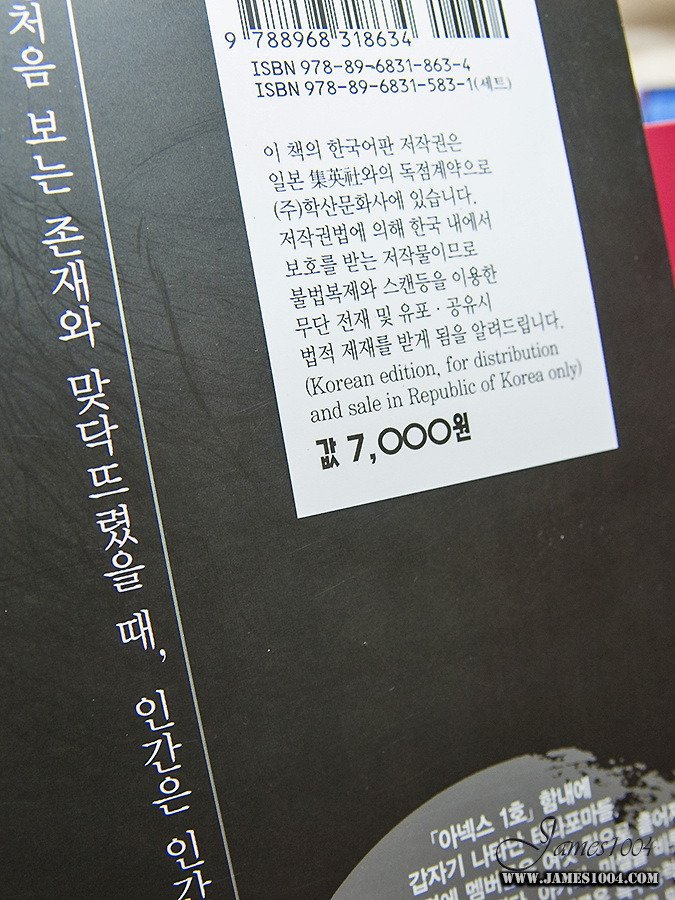 처음 보는 존재와 맞닥뜨렸을 때, 인간은 인간
9 788968 318634
ISBN 978-89-6831-863-4
ISBN 978-89-6831-583-1(세트)
이 책의 한국어판 저작권은
일본 集英社와의 독점계약으로
(주)학산문화사에 있습니다.
저작권법에 의해 한국 내에서
보호를 받는 저작물이므로
불법복제와 스캔등을 이용한
무단 전재 및 유포·공유시
법적 제재를 받게 됨을 알려드립니다.
(Korean edition, for distribution
and sale in Republic of Korea only)
값 7,000원
「아넥스 1호」 함내에
갑자기 나타난 테라포마들.
James1004
WWW.JAMES1004.COM